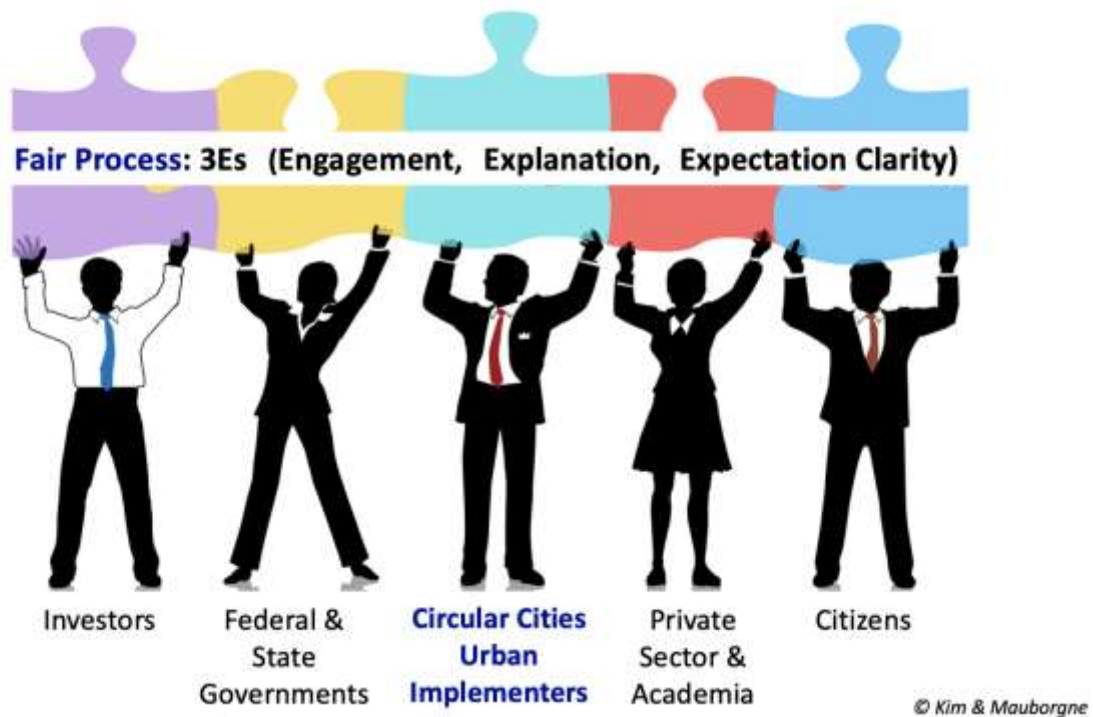 Fair Process: 3Es (Engagement, Explanation, Expectation Clarity)
Investors
Federal &
State
Governments
Circular Cities
Urban
Implementers
Private
Sector &
Academia
Citizens
© Kim & Mauborgne